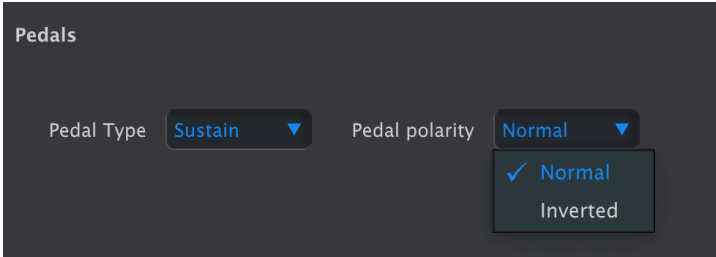 Pedals
Pedal Type Sustain Pedal polarity Normal
Normal
Inverted